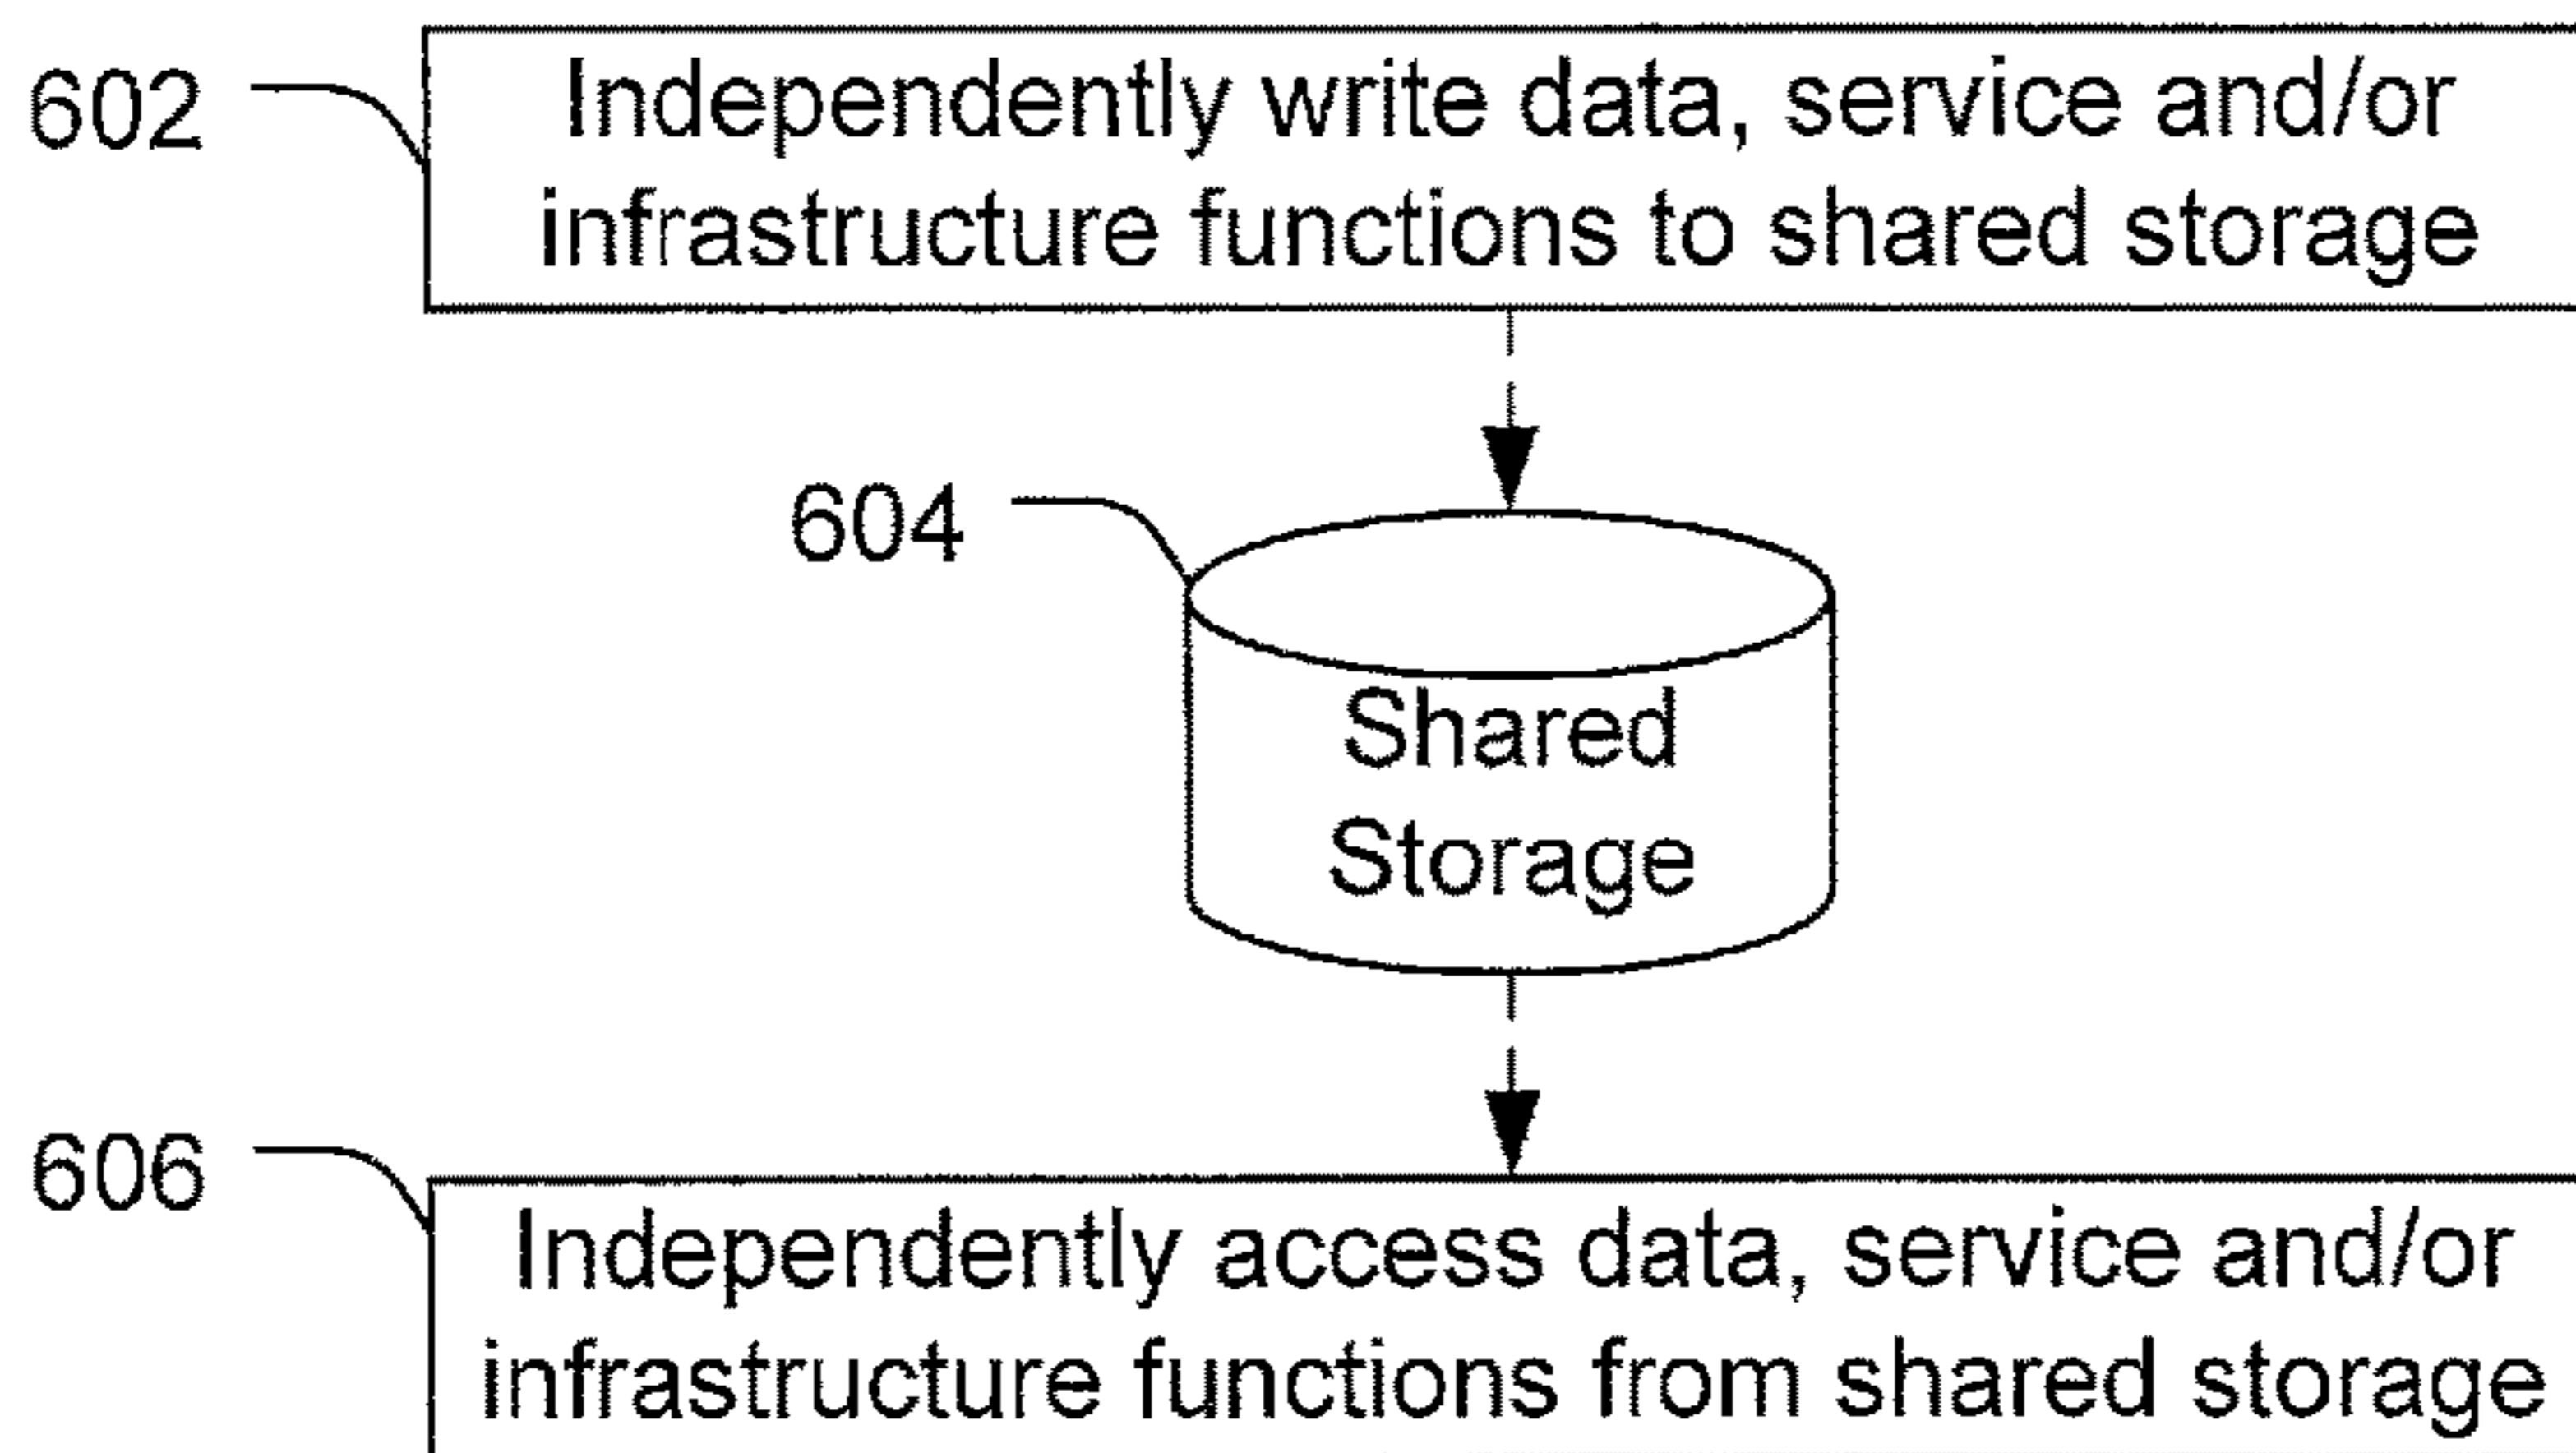 602
Independently write data, service and/or
infrastructure functions to shared storage
604
Shared
Storage
606
Independently access data, service and/or
infrastructure functions from shared storage